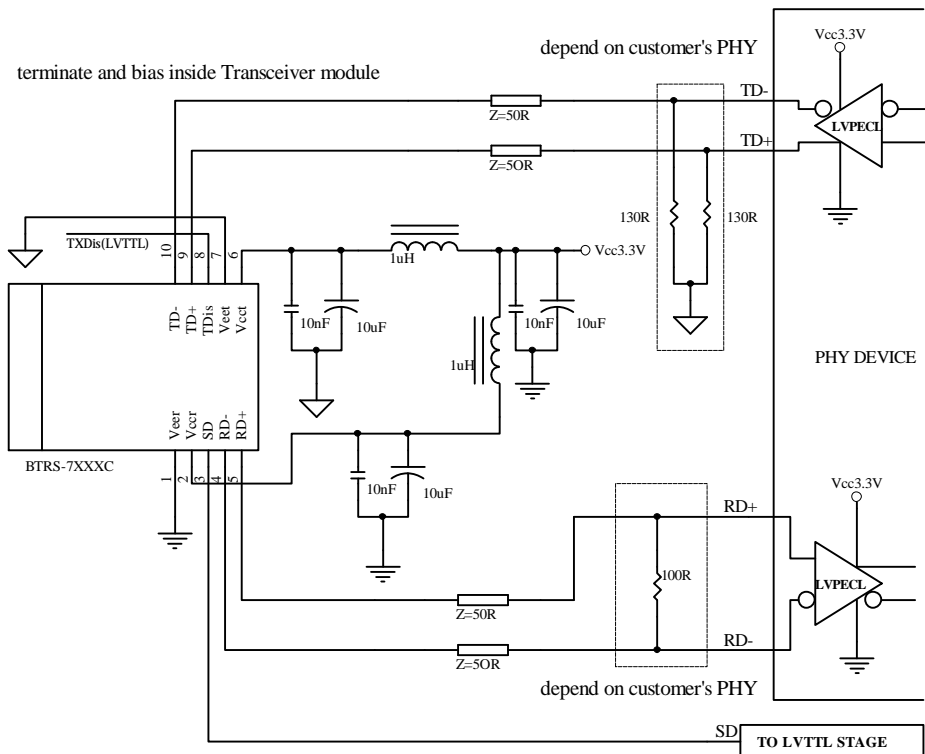 depend on customer's PHY
Vcc3.3V
terminate and bias inside Transceiver module
TD-
Z=50R
LVPECL
TD+
Z=5OR
130R
130R
TXDis(LVTTL)
10
9
8
7
6
1uH
Vcc3.3V
TD-
TD+
TDis
Veet
Vcct
10nF
10uF
10nF
10uF
1uH
PHY DEVICE
Veer
Vccr
SD
RD-
RD+
BTRS-7XXXC
1
2
3
4
5
10nF
10uF
Vcc3.3V
RD+
100R
LVPECL
Z=50R
RD-
Z=5OR
depend on customer's PHY
SD
TO LVTTL STAGE